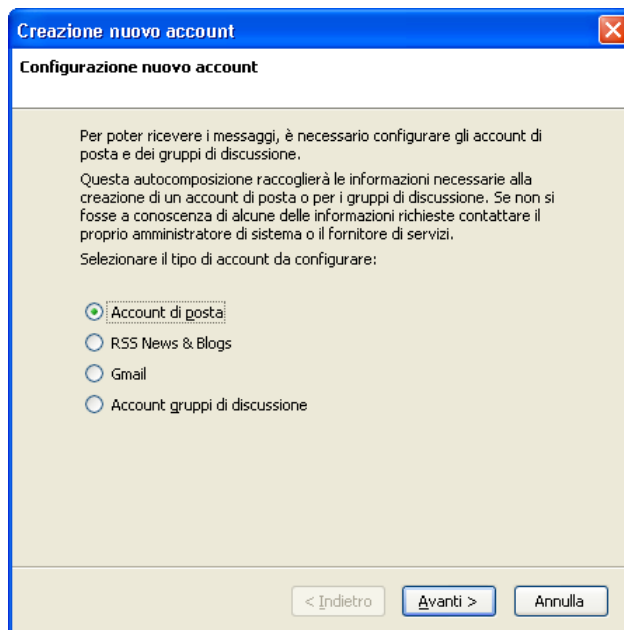 Creazione nuovo account
Configurazione nuovo account
Per poter ricevere i messaggi, è necessario configurare gli account di
posta e dei gruppi di discussione.
Questa autocomposizione raccoglierà le informazioni necessarie alla
creazione di un account di posta o per i gruppi di discussione. Se non si
fosse a conoscenza di alcune delle informazioni richieste contattare il
proprio amministratore di sistema o il fornitore di servizi.
Selezionare il tipo di account da configurare:
Account di posta
RSS News & Blogs
Gmail
Account gruppi di discussione
< Indietro Avanti > Annulla